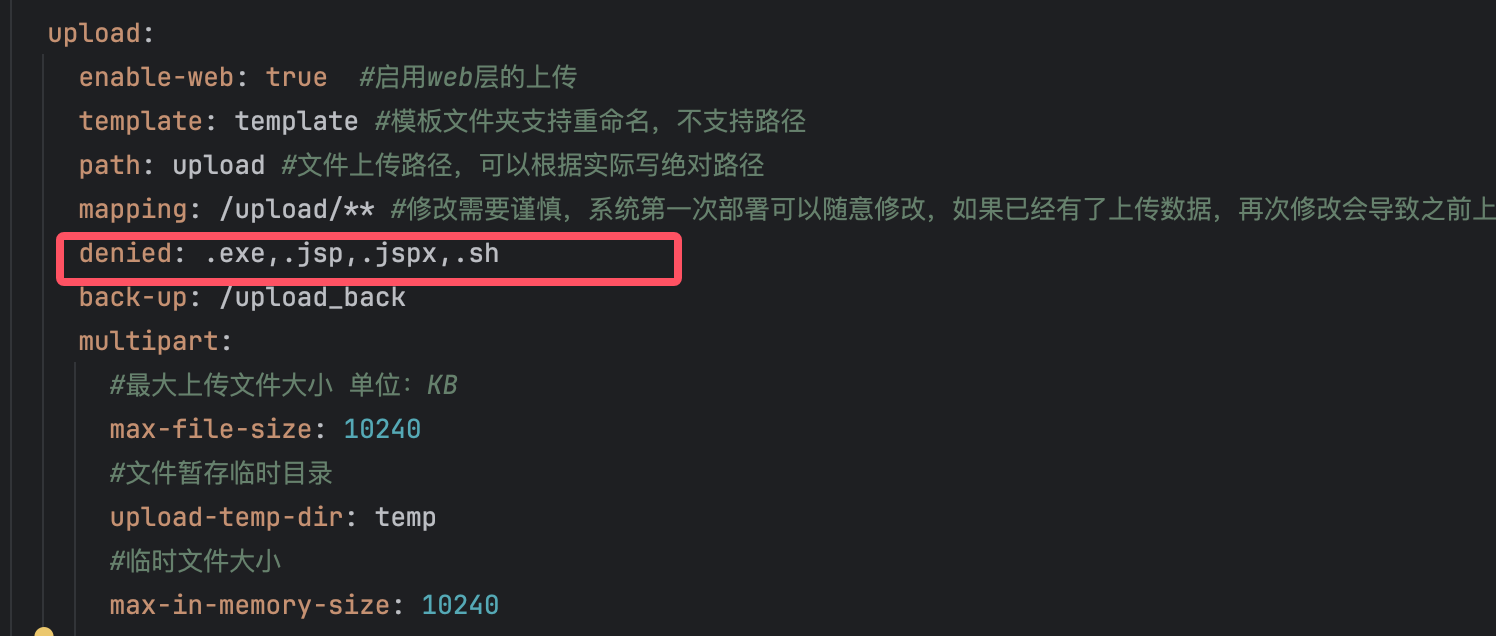 upload:
enable-web: true #启用web层的上传
template: template #模板文件夹支持重命名，不支持路径
path: upload #文件上传路径，可以根据实际写绝对路径
mapping: /upload/** #修改需要谨慎，系统第一次部署可以随意修改，如果已经有了上传数据，再次修改会导致之前上
denied: .exe,.jsp,.jspx,.sh
back-up: /upload_back
multipart:
#最大上传文件大小 单位：KB
max-file-size: 10240
#文件暂存临时目录
upload-temp-dir: temp
#临时文件大小
max-in-memory-size: 10240